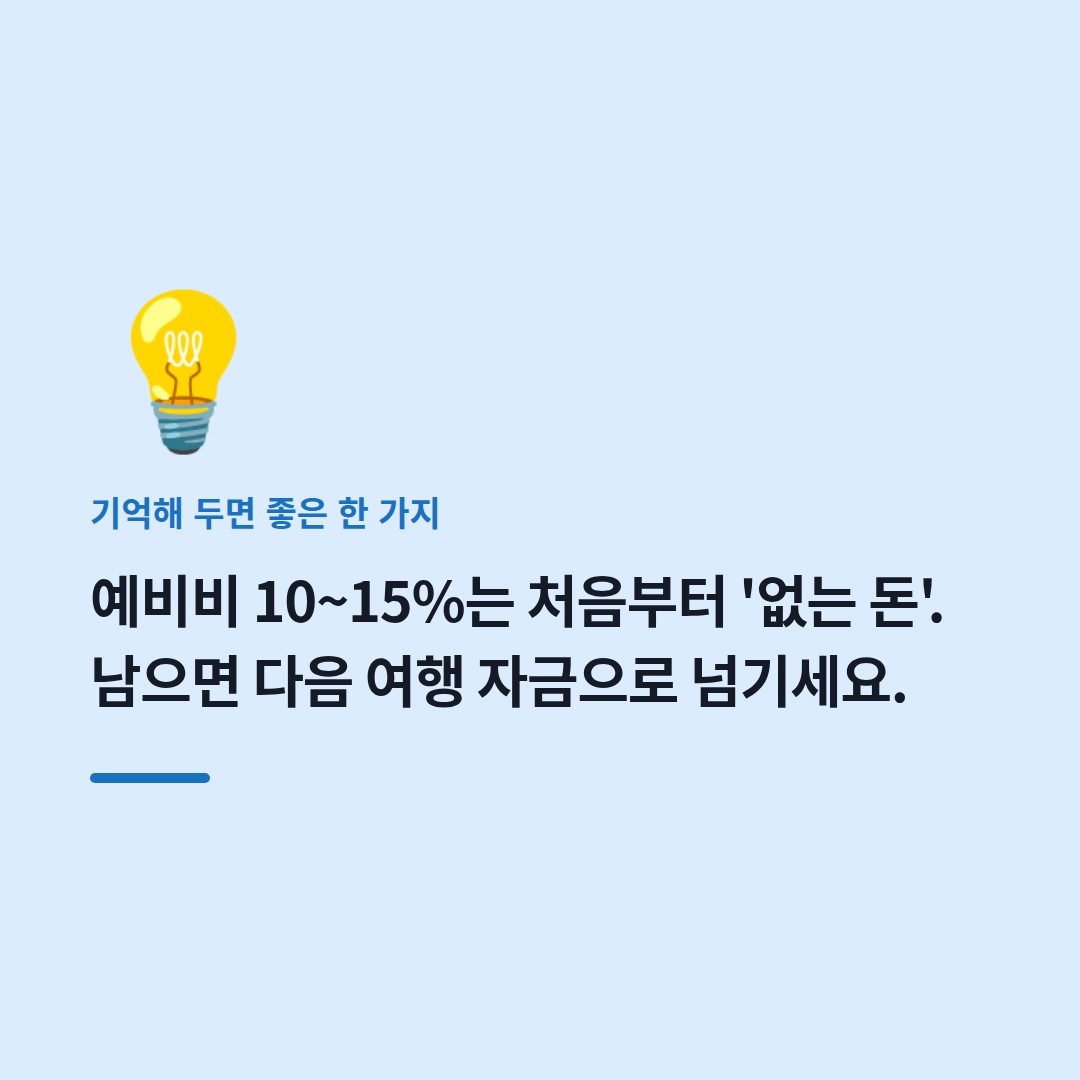 기억해 두면 좋은 한 가지
예비비 10~15%는 처음부터 '없는 돈'.
남으면 다음 여행 자금으로 넘기세요.